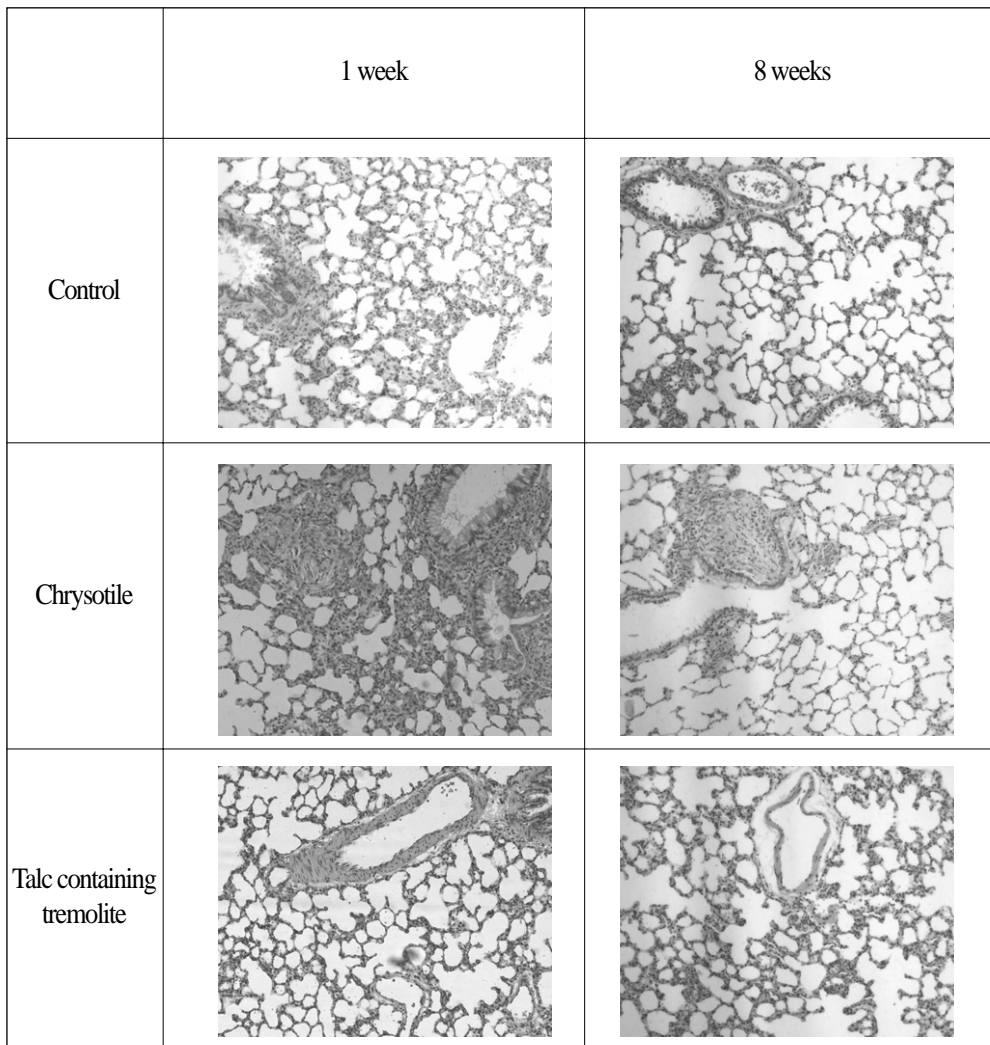 1 week
8 weeks
Control
Chrysotile
Talc containing
tremolite